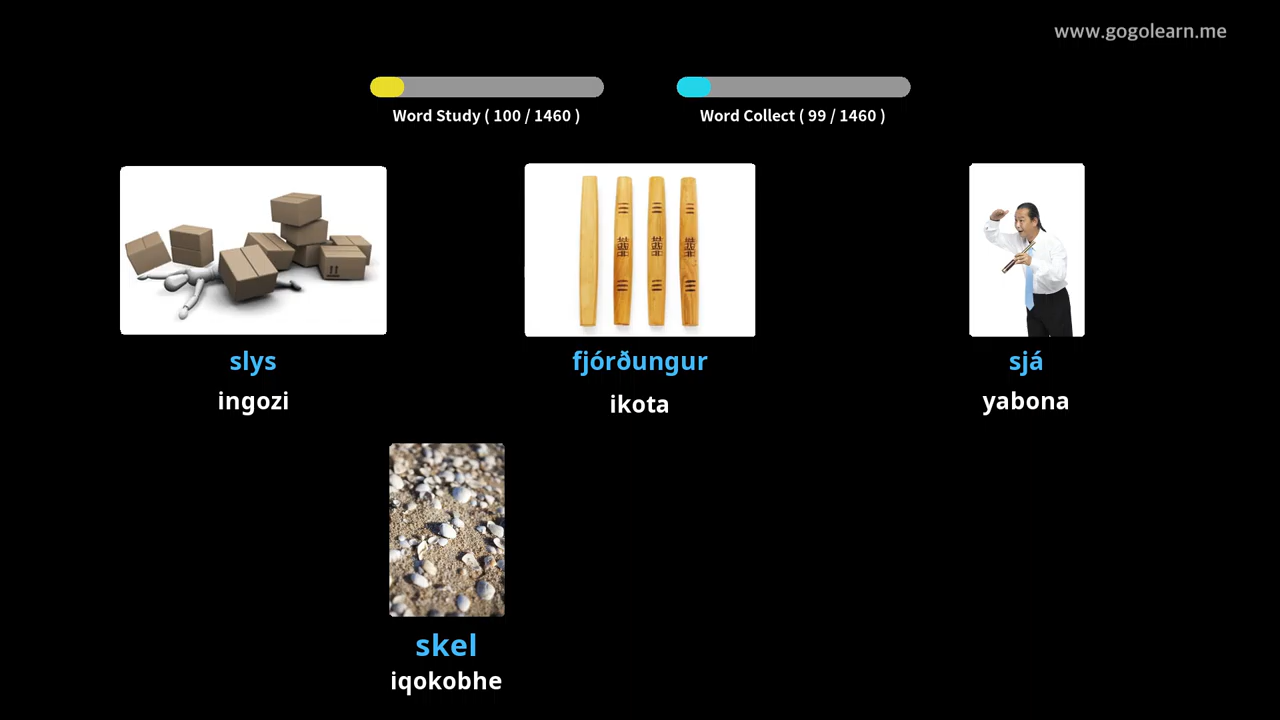 www.gogolearn.me
Word Study ( 100 / 1460 )
Word Collect ( 99 / 1460 )
slys
ingozi
fjórðungur
ikota
sjá
yabona
skel
iqokobhe